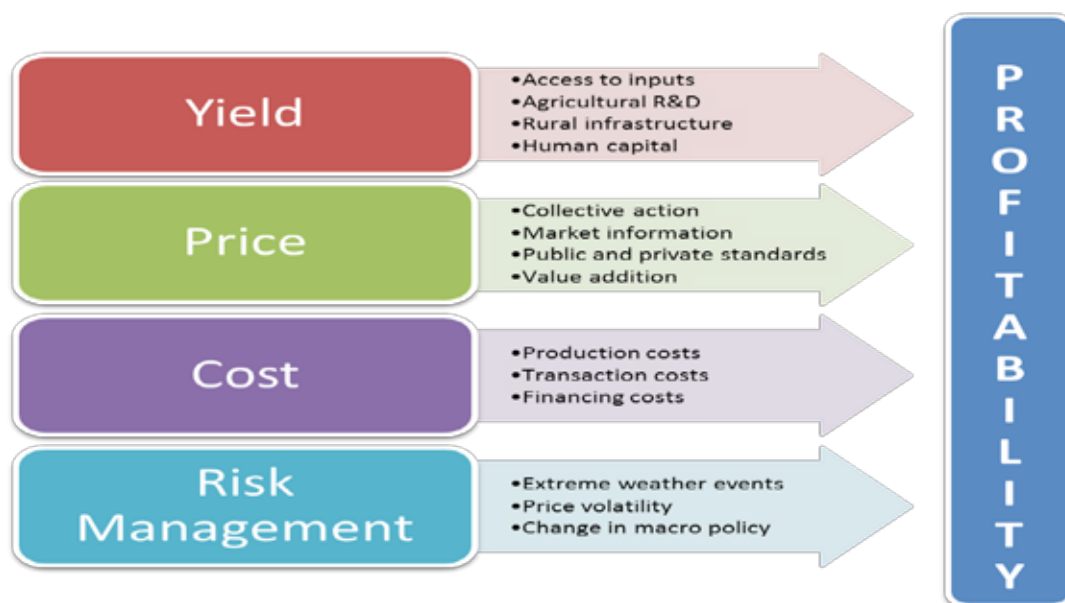 Yield
•Access to inputs
•Agricultural R&D
•Rural infrastructure
•Human capital
Price
•Collective action
•Market information
•Public and private standards
•Value addition
Cost
•Production costs
•Transaction costs
•Financing costs
Risk
Management
•Extreme weather events
•Price volatility
•Change in macro policy
PROFITABILITY